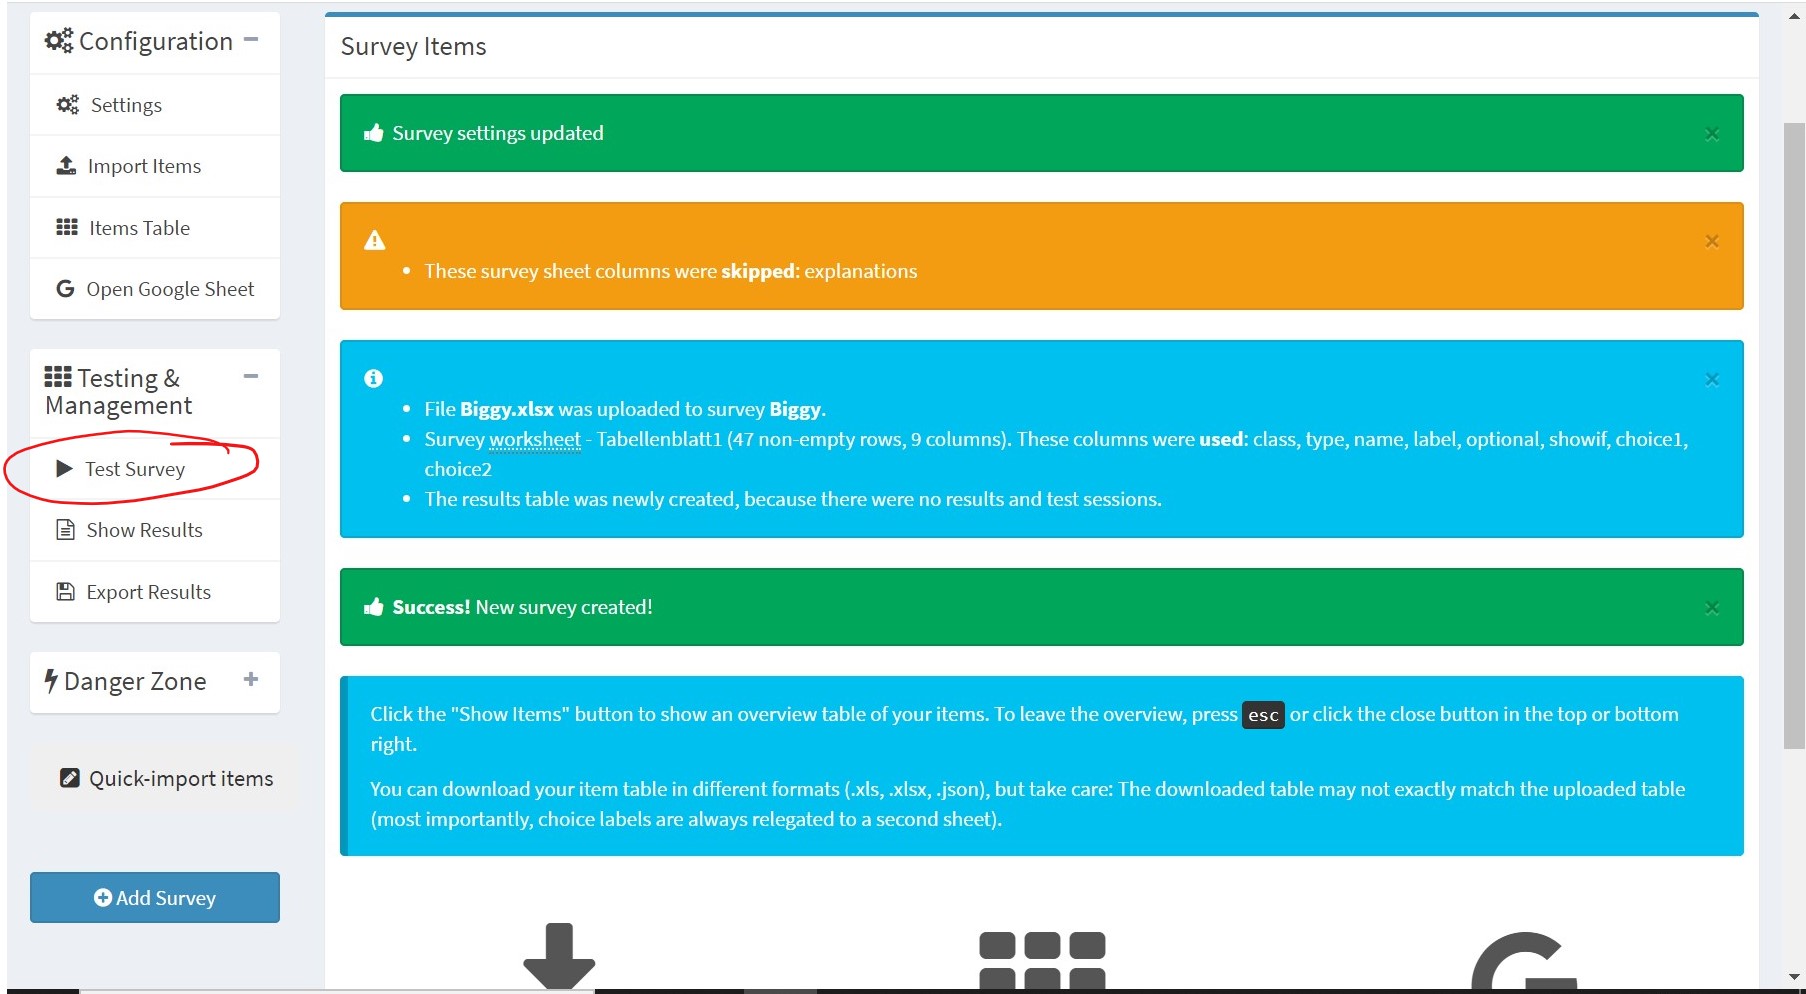 Configuration
Settings
Import Items
Items Table
Open Google Sheet
Testing &
Management
Test Survey
Show Results
Export Results
Danger Zone
Quick-import items
Add Survey
Survey Items
Survey settings updated
These survey sheet columns were skipped: explanations
File Biggy.xlsx was uploaded to survey Biggy.
Survey worksheet - Tabellenblatt1 (47 non-empty rows, 9 columns). These columns were used: class, type, name, label, optional, showif, choice1,
choice2
The results table was newly created, because there were no results and test sessions.
Success! New survey created!
Click the "Show Items" button to show an overview table of your items. To leave the overview, press esc or click the close button in the top or bottom
right.
You can download your item table in different formats (.xls, .xlsx, .json), but take care: The downloaded table may not exactly match the uploaded table
(most importantly, choice labels are always relegated to a second sheet).